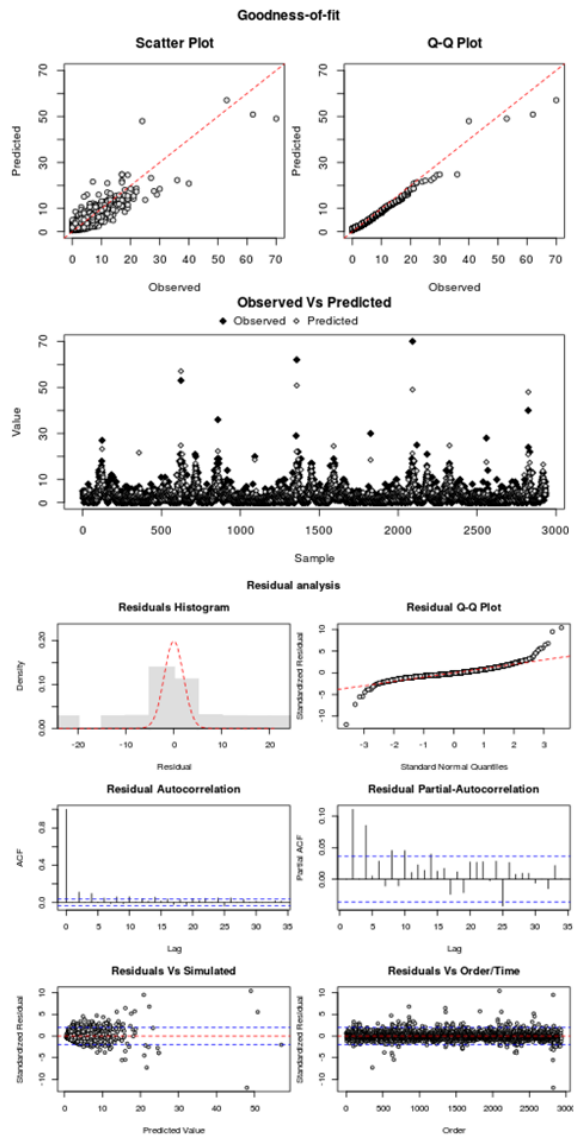 Goodness-of-fit
Scatter Plot
Q-Q Plot
Predicted
0 10 30 50 70
0 10 20 30 40 50 60 70
Observed
Predicted
0 10 30 50 70
0 10 20 30 40 50 60 70
Observed
Observed Vs Predicted
Observed Predicted
Value
0 10 30 50 70
0 500 1000 1500 2000 2500 3000
Sample
Residual analysis
Residuals Histogram
Density
0.00 0.10 0.20
-20 -10 0 10 20
Residual
Residual Q-Q Plot
Standardized Residual
-10 -5 0 5 10
-3 -2 -1 0 1 2 3
Standard Normal Quantiles
Residual Autocorrelation
ACF
0.0 0.4 0.8
0 5 10 15 20 25 30 35
Lag
Residual Partial-Autocorrelation
Partial ACF
0.00 0.05 0.10
0 5 10 15 20 25 30 35
Lag
Residuals Vs Simulated
Standardized Residual
-10 -5 0 5 10
0 10 20 30 40 50
Predicted Value
Residuals Vs Order/Time
Standardized Residual
-10 -5 0 5 10
0 500 1000 1500 2000 2500 3000
Order